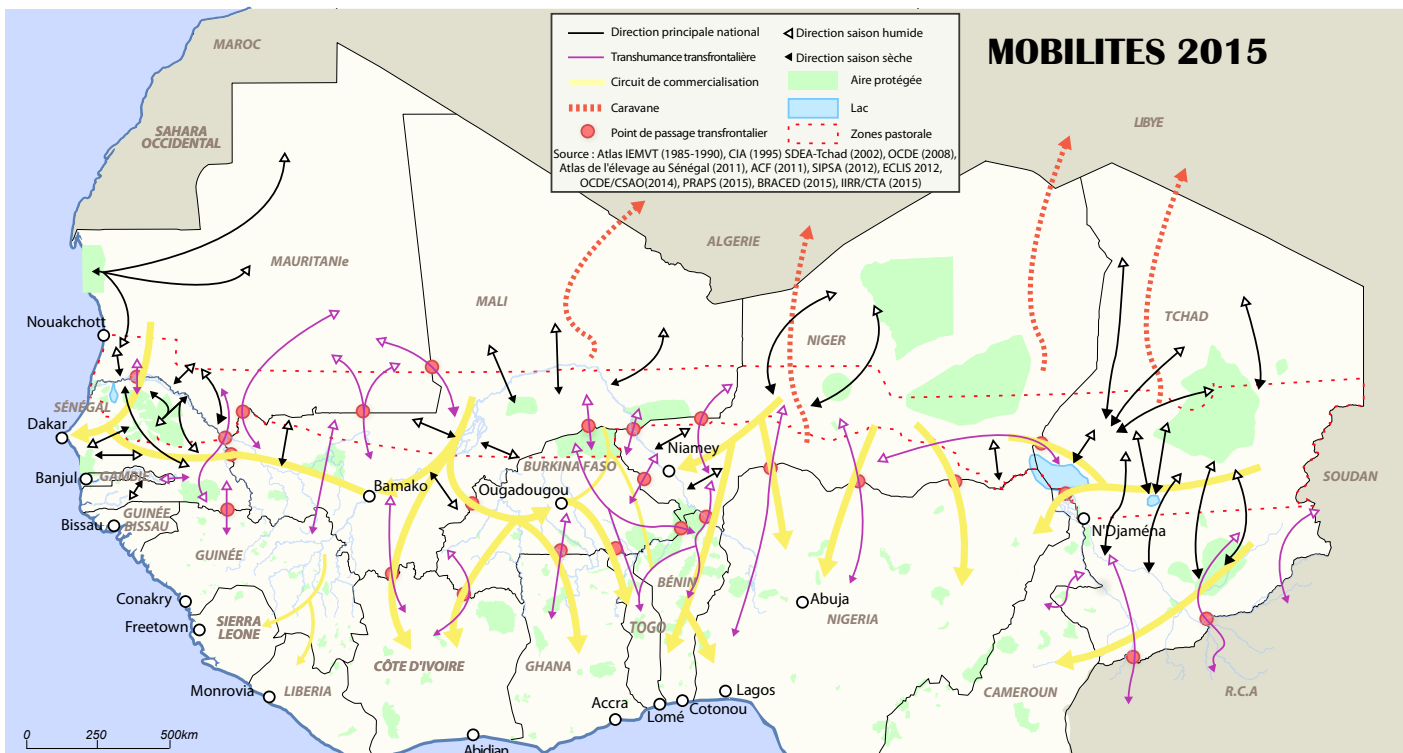 MOBILITES 2015
Direction principale national
Direction saison humide
Transhumance transfrontalière
Direction saison sèche
Circuit de commercialisation
Aire protégée
Caravane
Lac
Point de passage transfrontalier
Zones pastorale
Source : Atlas IEMVT (1985-1990), CIA (1995) SDEA-Tchad (2002), OCDE (2008),
Atlas de l'élevage au Sénégal (2011), ACF (2011), SIPSA (2012), ECLIS 2012,
OCDE/CSAO(2014), PRAPS (2015), BRACED (2015), IIRR/CTA (2015)
MAROC
SAHARA
OCCIDENTAL
LIBYE
ALGERIE
MAURITANIe
MALI
NIGER
TCHAD
Nouakchott
SÉNÉGAL
Dakar
Banjul
GAMBIE
Bissau
GUINÉE
BISSAU
Bamako
BURKINA FASO
Ougadougou
Niamey
SOUDAN
N'Djaména
GUINÉE
BÉNIN
Conakry
Freetown
SIERRA
LEONE
Abuja
NIGERIA
TOGO
CÔTE D'IVOIRE
GHANA
Monrovia
LIBERIA
CAMEROUN
R.C.A
Lagos
Cotonou
Lomé
Accra
Abidjan
0
250
500km